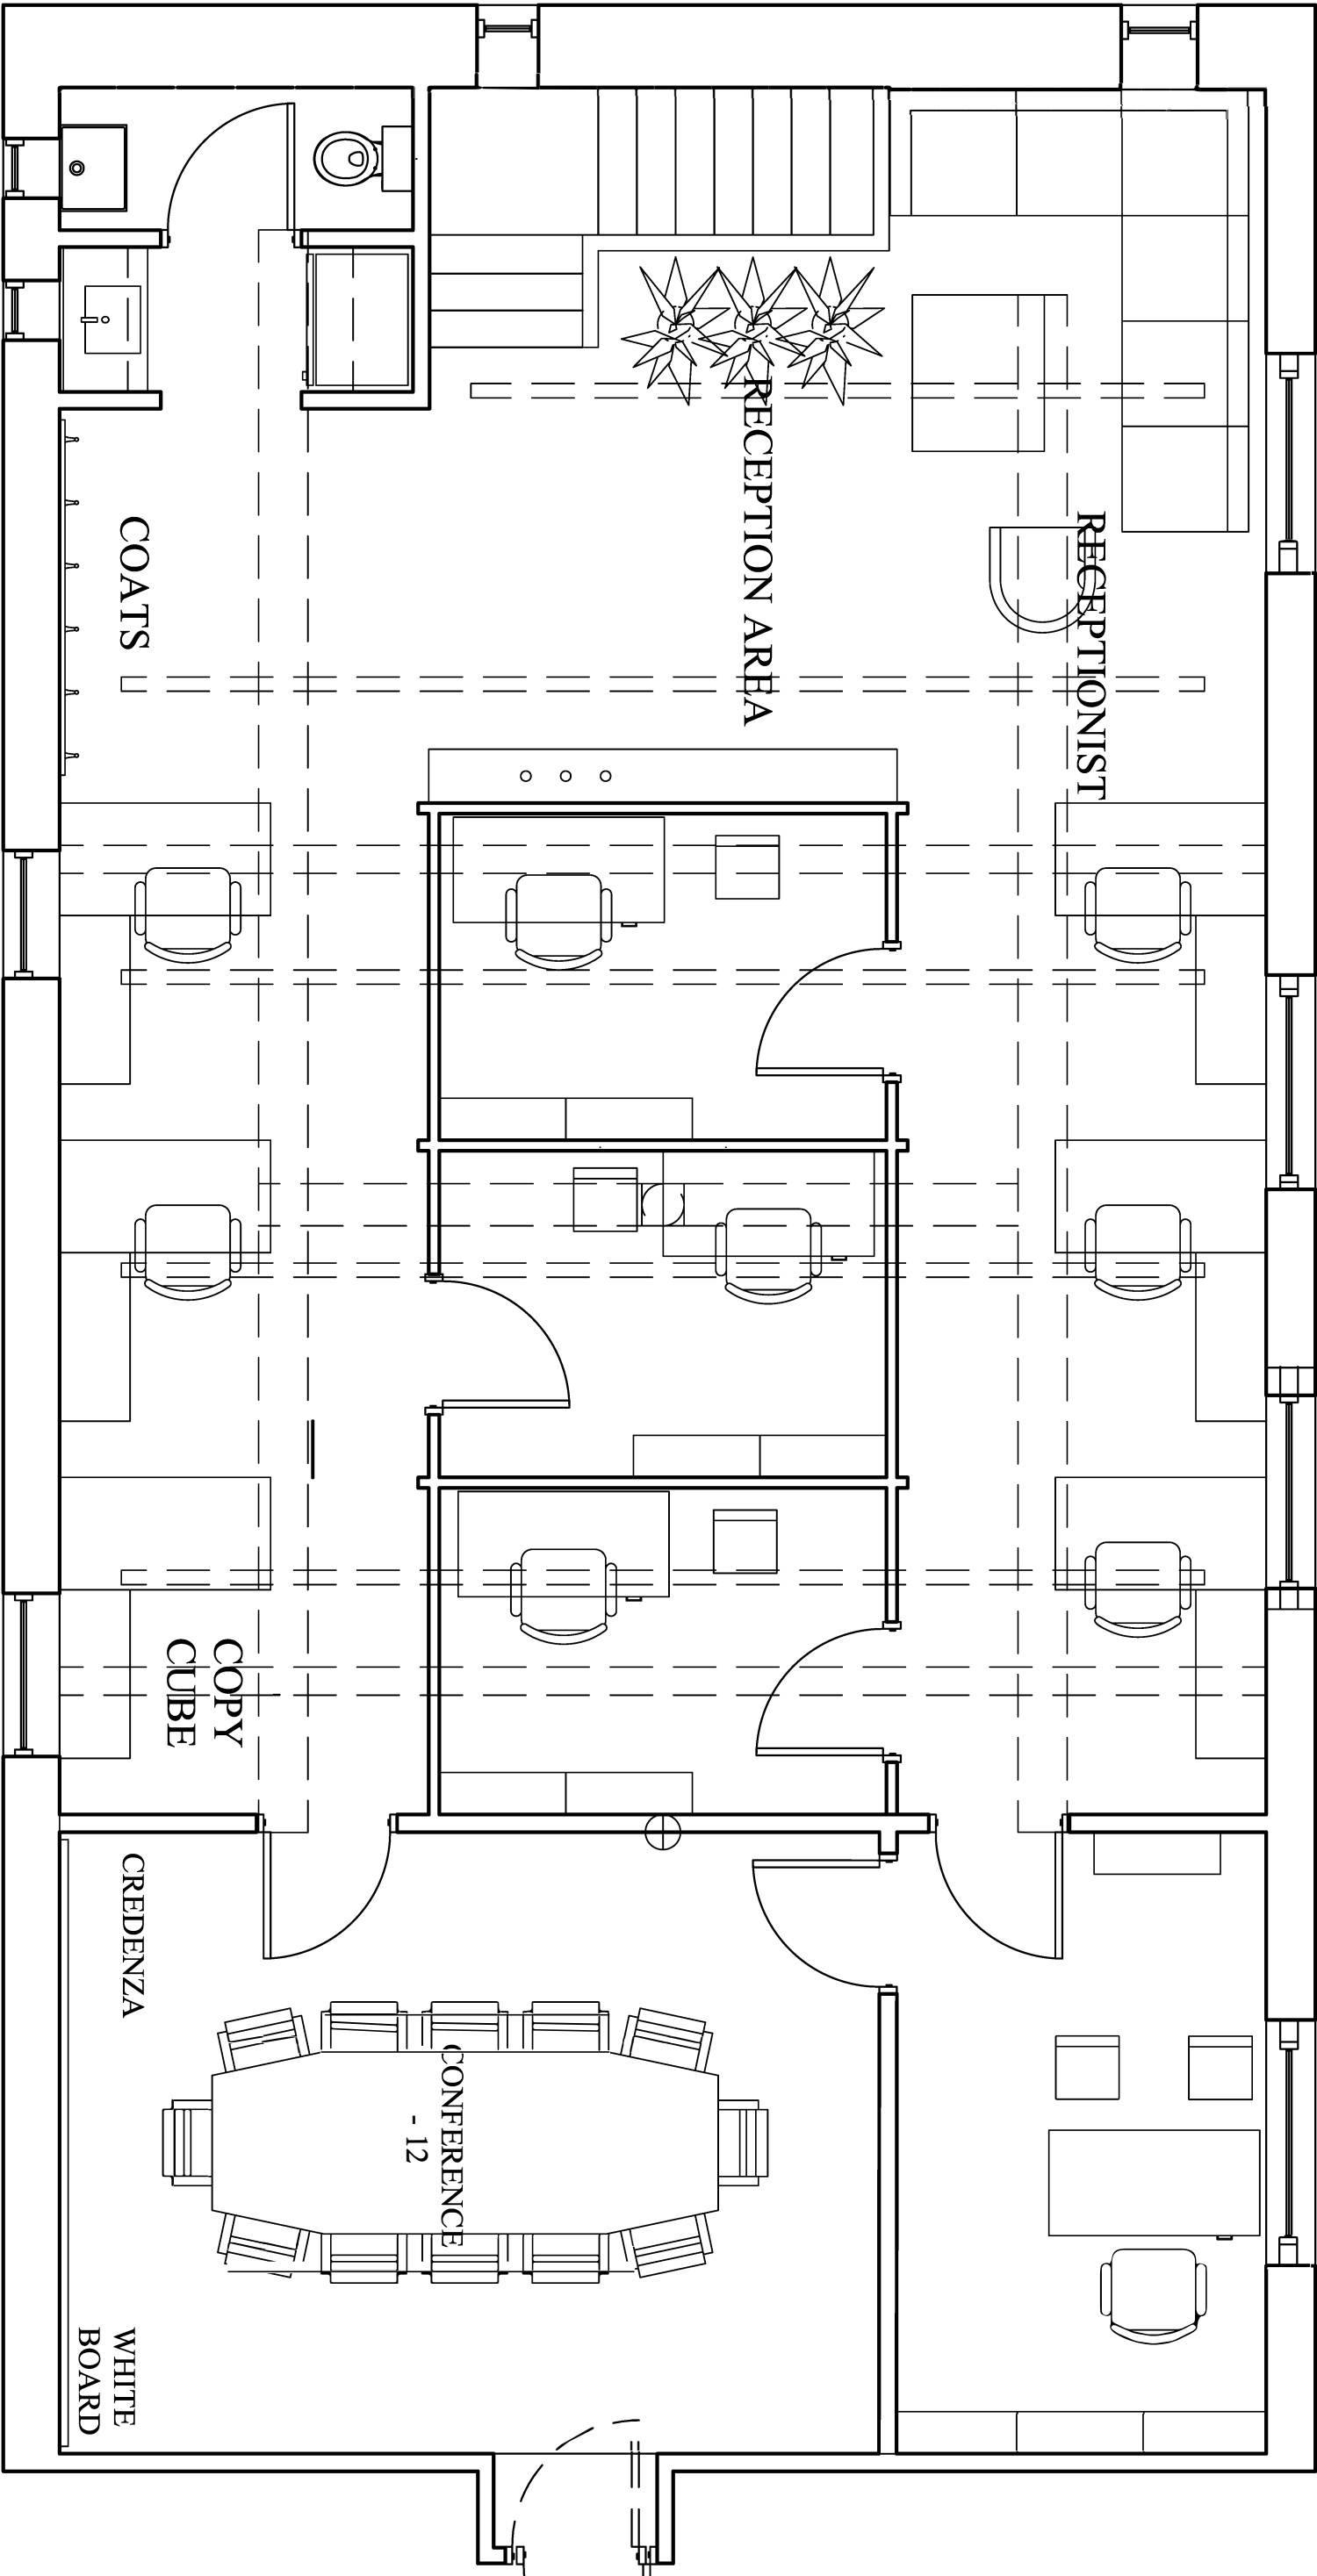 RECEPTIONIST
RECEPTION AREA
COATS
COPY
CUBE
CONFERENCE
- 12
CREDENZA
WHITE
BOARD